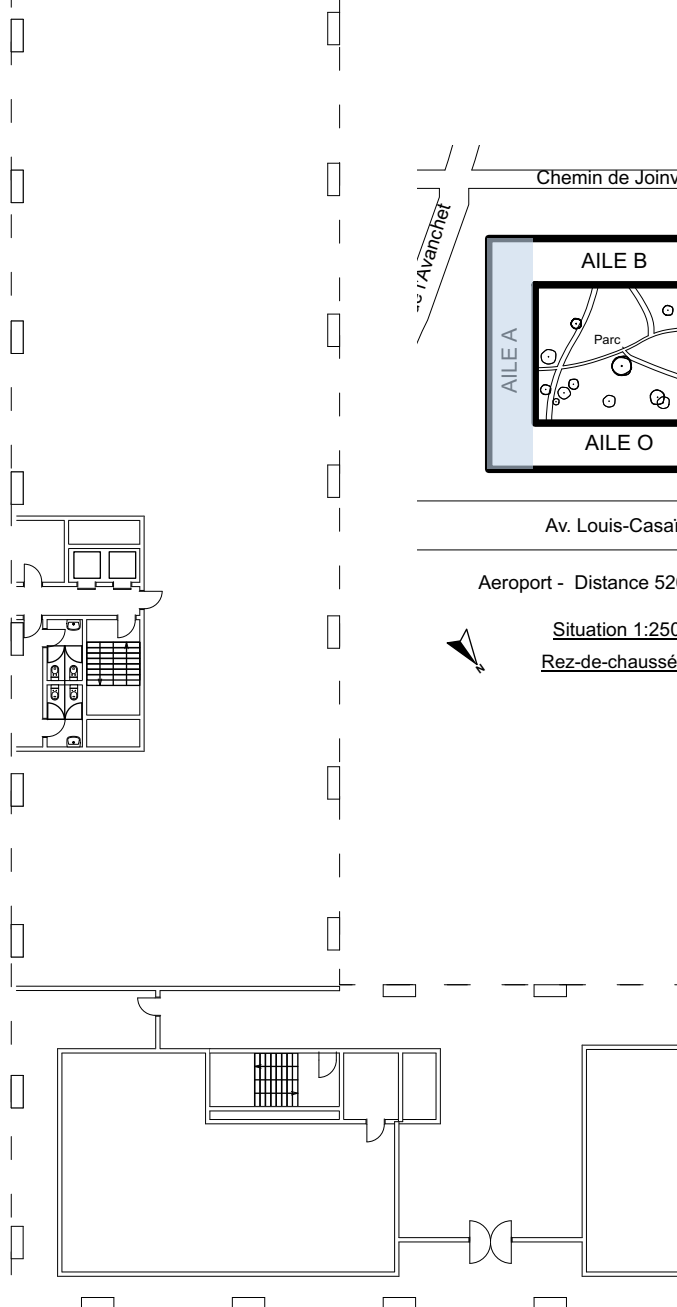 Chemin de Joinv
l'Avanchet
AILE B
Parc
AILE A
AILE O
Av. Louis-Casaï
Aeroport - Distance 520
Situation 1:250
Rez-de-chaussé
N